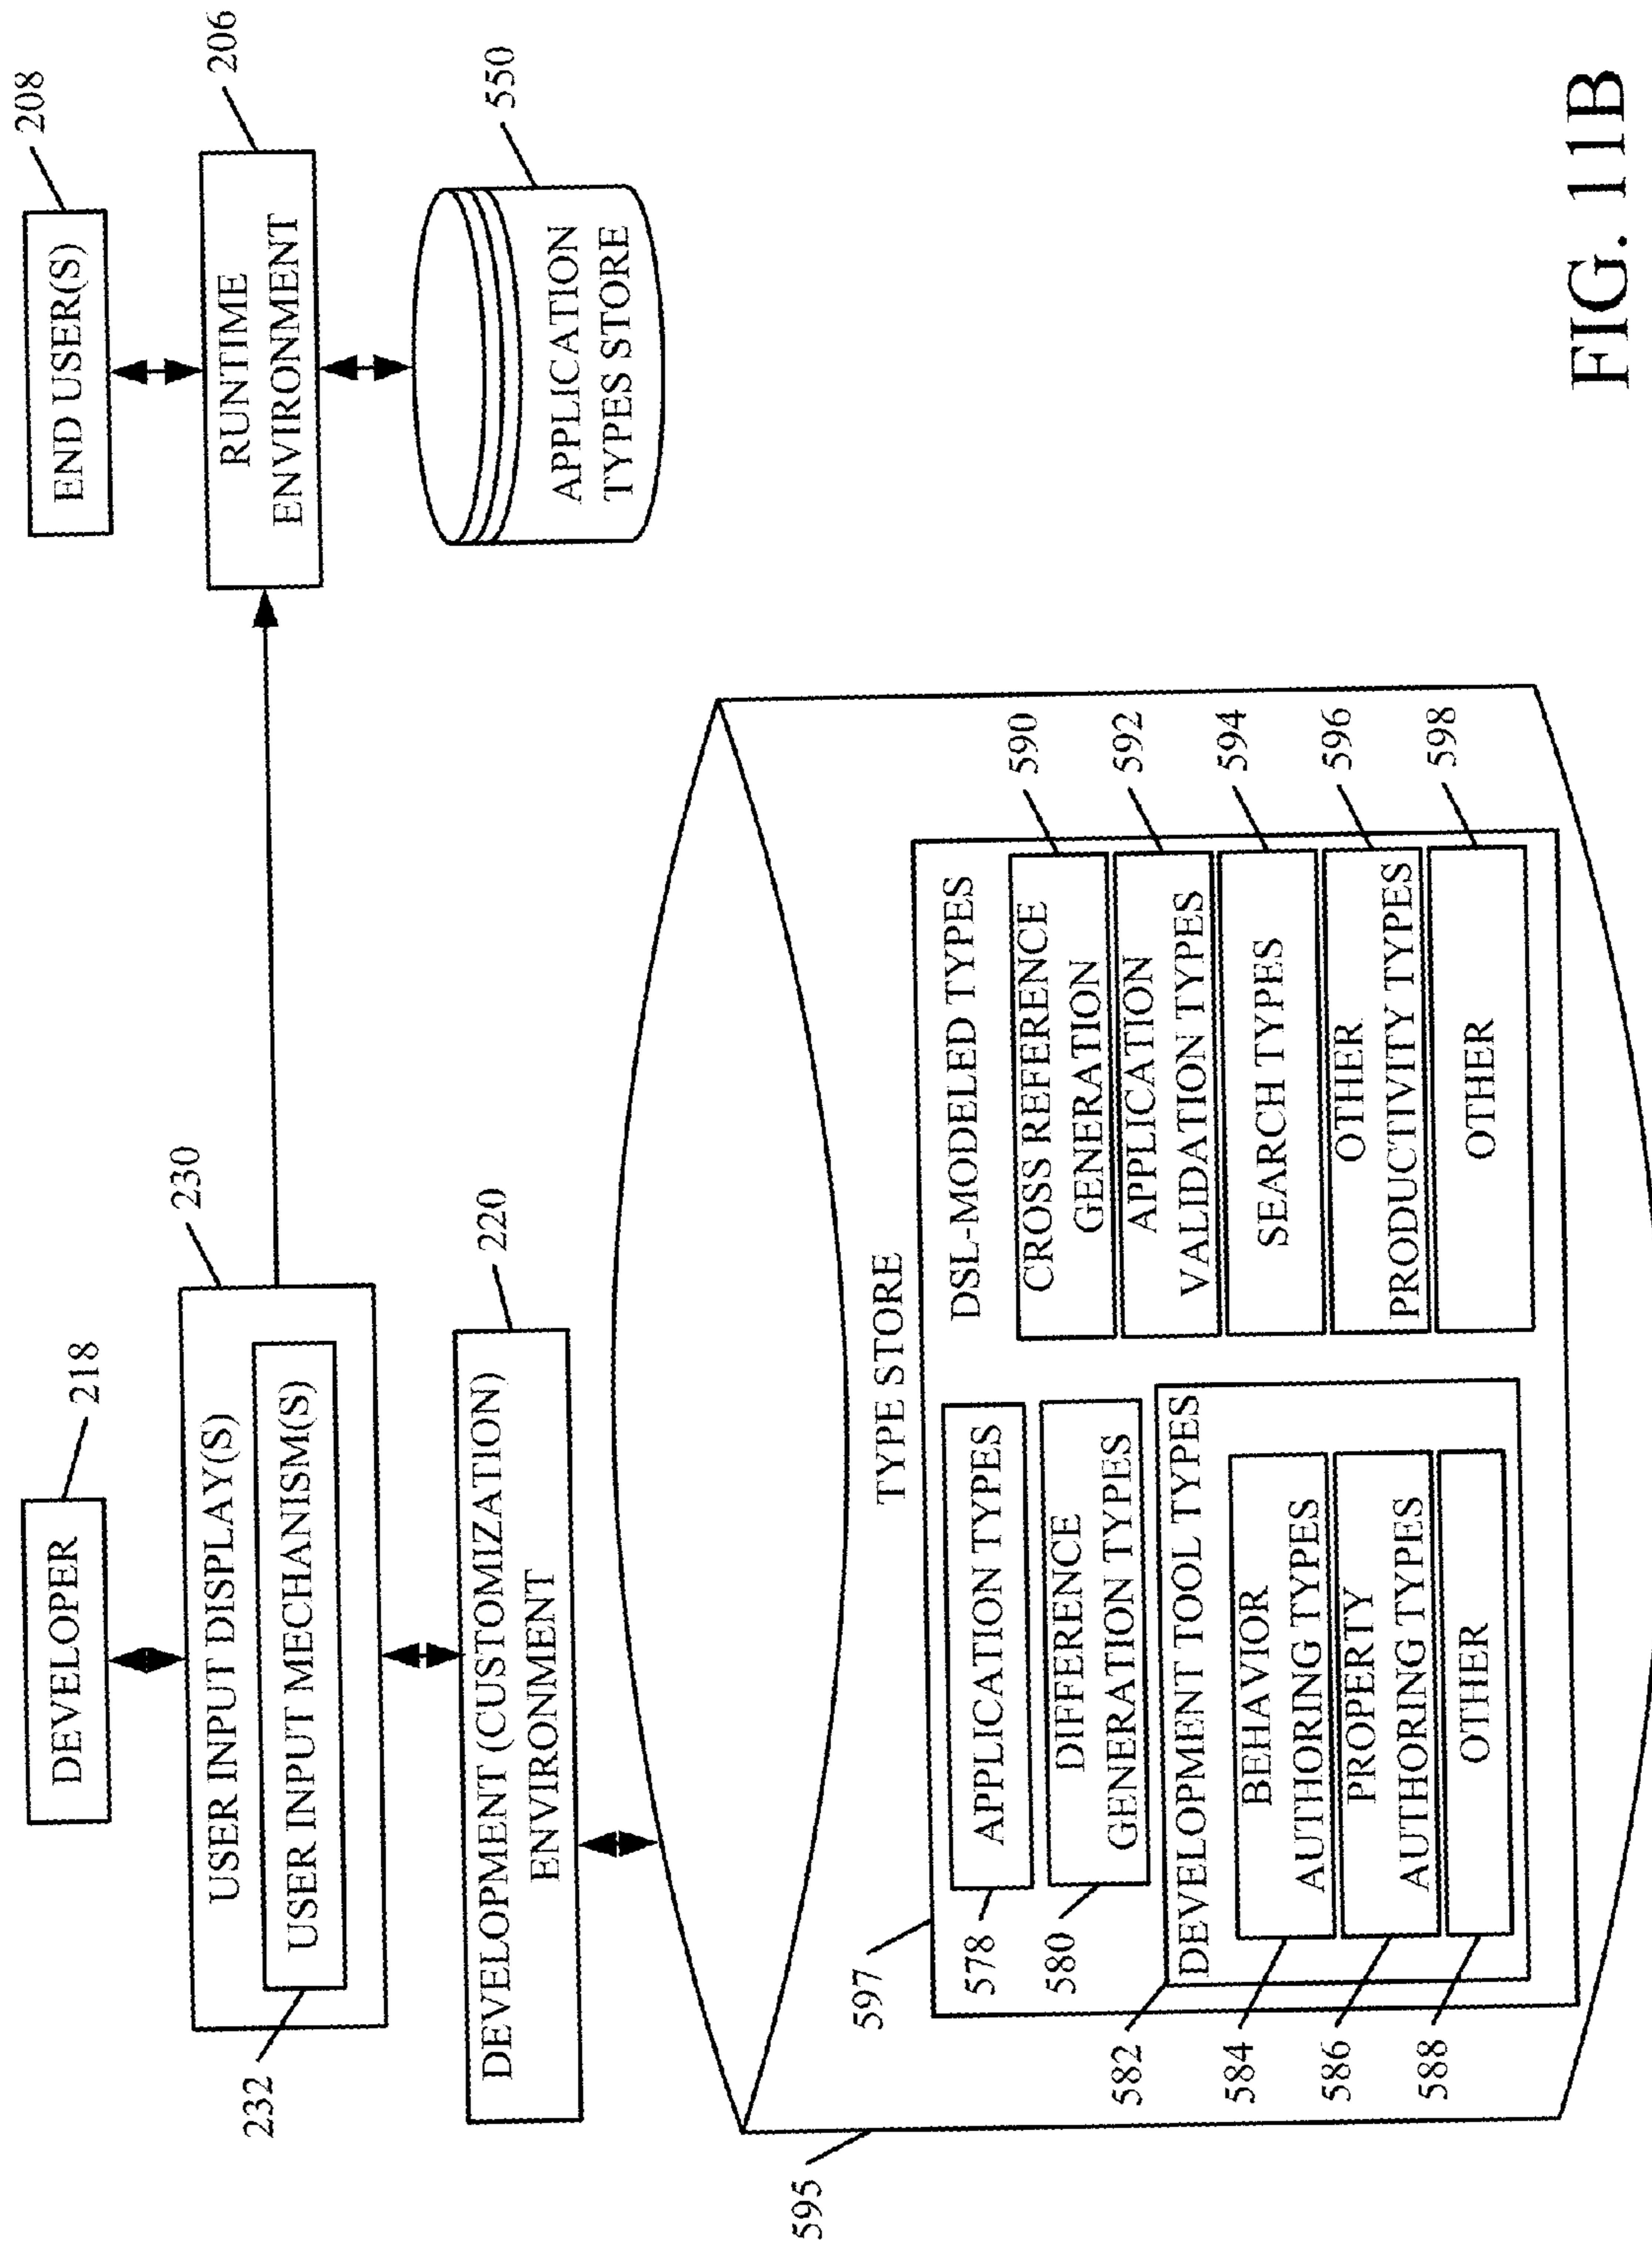 DEVELOPER
218
END USER(S)
208
USER INPUT DISPLAY(S)
USER INPUT MECHANISM(S)
230
232
RUNTIME
ENVIRONMENT
206
DEVELOPMENT (CUSTOMIZATION)
ENVIRONMENT
220
APPLICATION
TYPES STORE
550
595
TYPE STORE
597
DSL-MODELED TYPES
APPLICATION TYPES
578
DIFFERENCE
GENERATION TYPES
580
DEVELOPMENT TOOL TYPES
582
BEHAVIOR
AUTHORING TYPES
584
PROPERTY
AUTHORING TYPES
586
OTHER
588
CROSS REFERENCE
GENERATION
590
APPLICATION
VALIDATION TYPES
592
SEARCH TYPES
594
OTHER
PRODUCTIVITY TYPES
596
OTHER
598
FIG. 11B